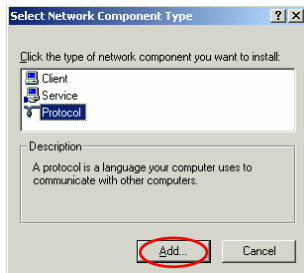 Select Network Component Type
Click the type of network component you want to install:
Client
Service
Protocol
Description
A protocol is a language your computer uses to
communicate with other computers.
Add...
Cancel